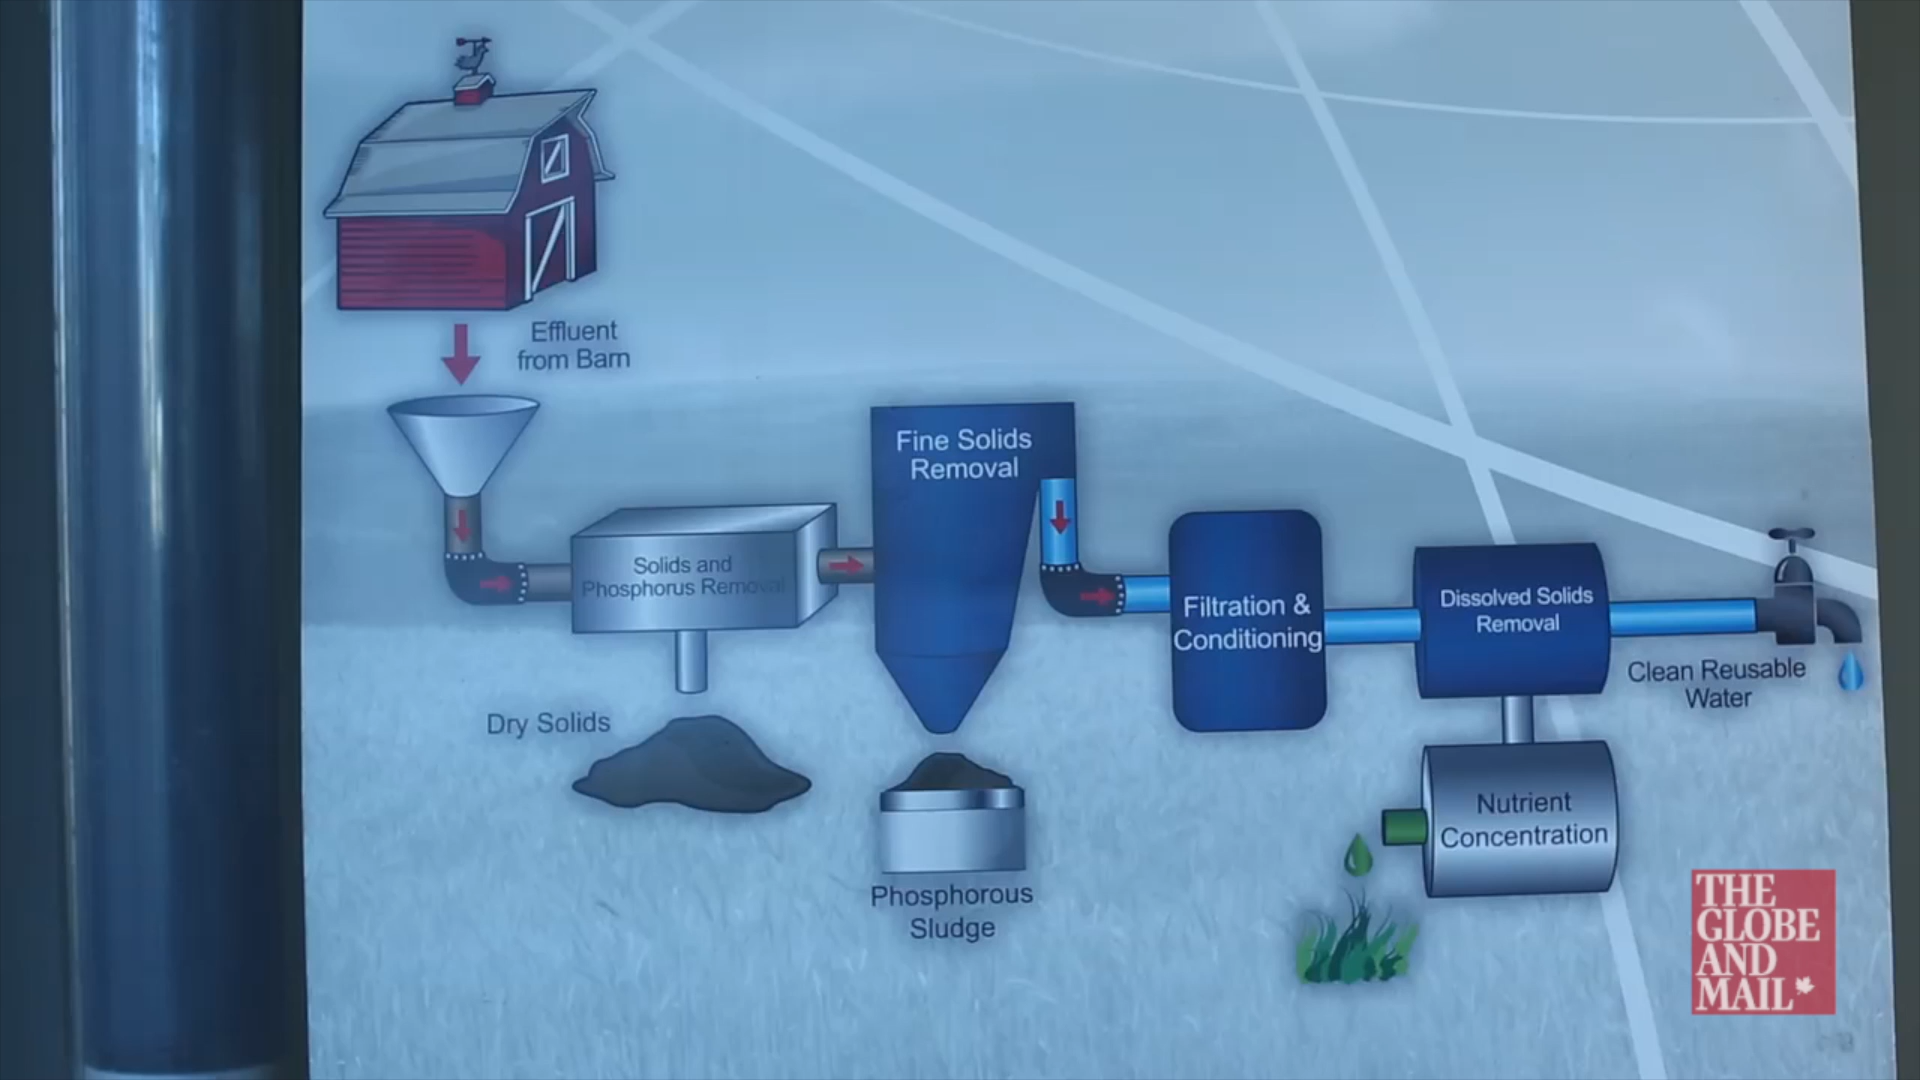 Effluent
from Barn
Solids and
Phosphorus Removal
Dry Solids
Fine Solids
Removal
Phosphorous
Sludge
Filtration &
Conditioning
Dissolved Solids
Removal
Clean Reusable
Water
Nutrient
Concentration
THE
GLOBE
AND
MAIL